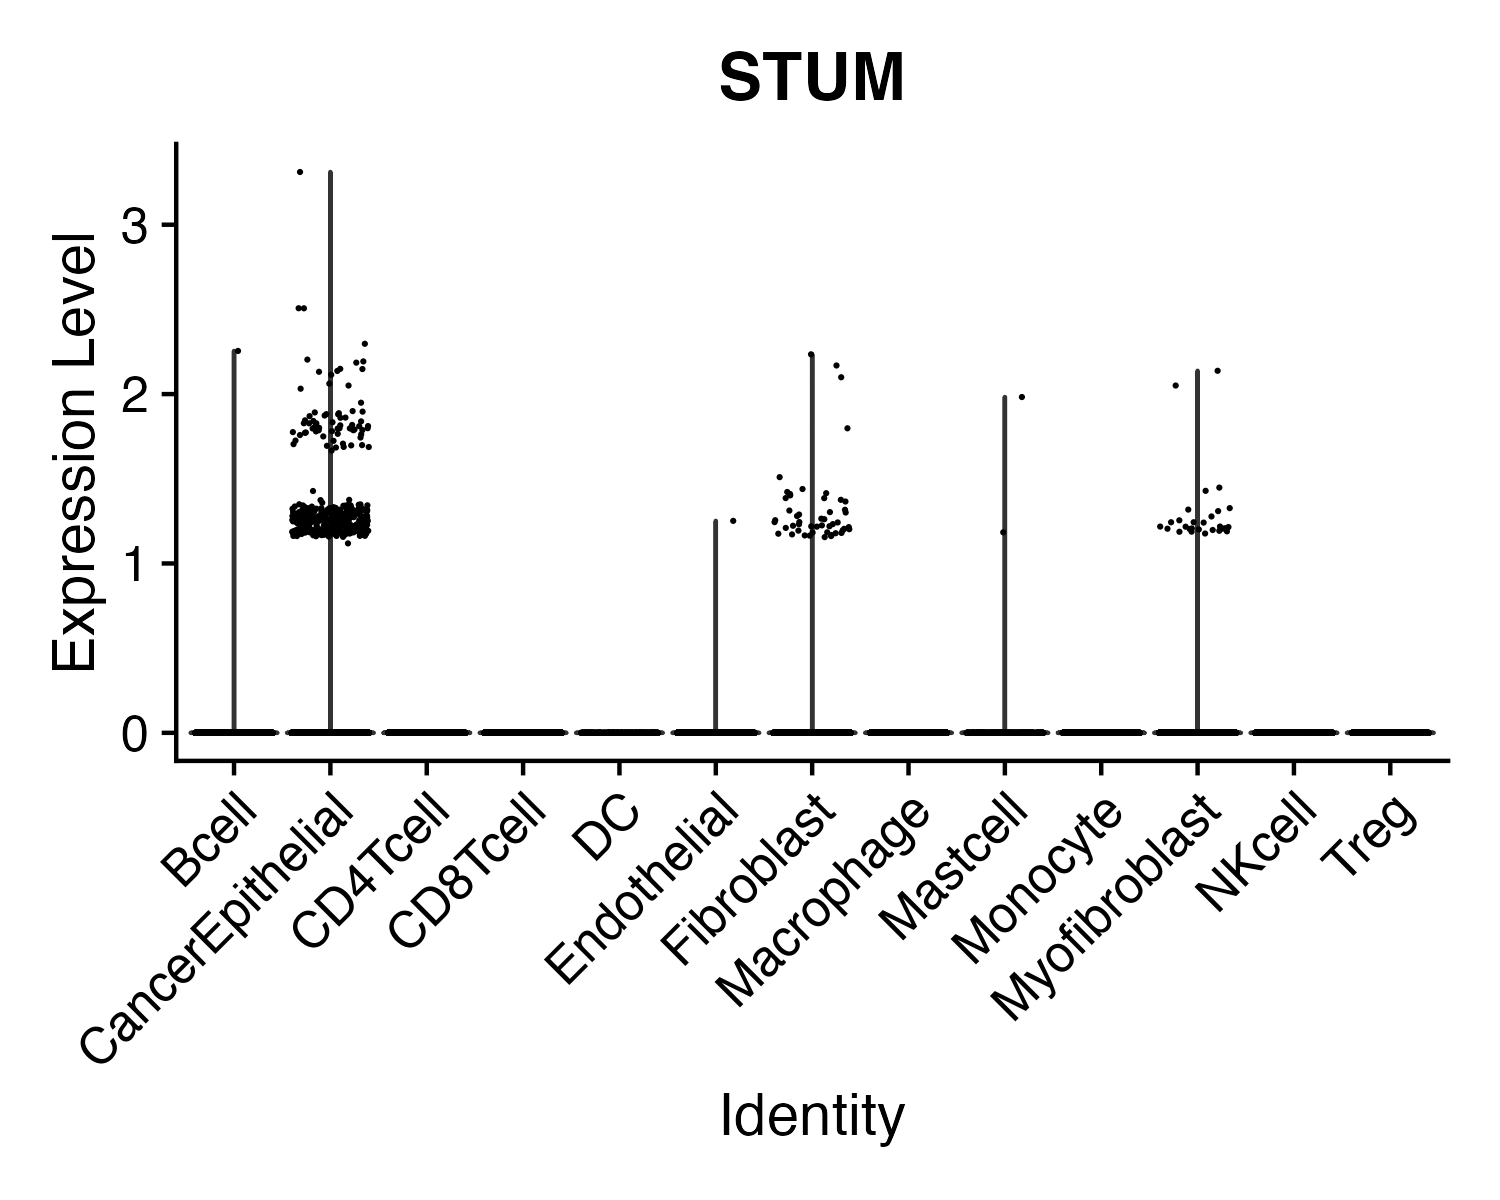 STUM
Expression Level
3
2
1
0
Bcell
CancerEpithelial
CD4Tcell
CD8Tcell
DC
Endothelial
Fibroblast
Macrophage
Mastcell
Monocyte
Myofibroblast
NKcell
Treg
Identity